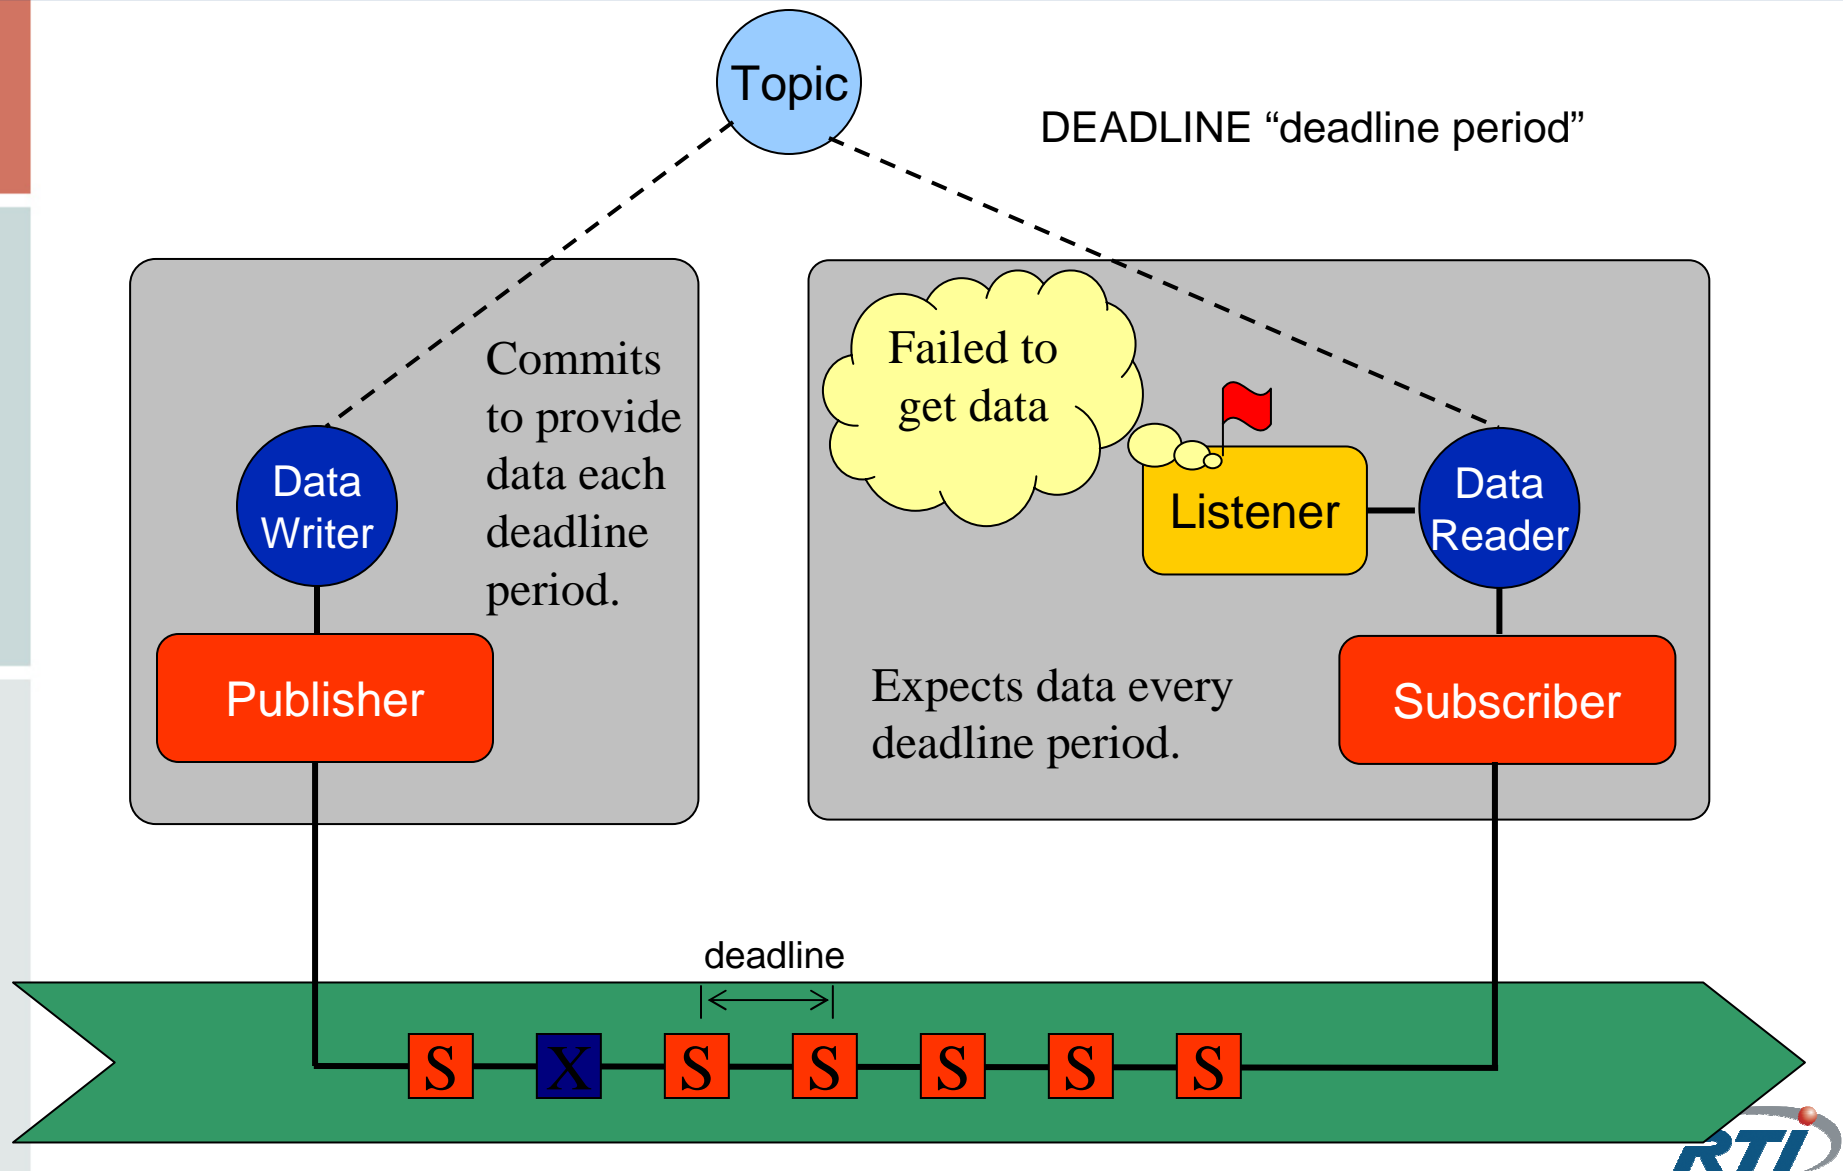 Topic
DEADLINE “deadline period”
Commits
to provide
data each
deadline
period.
Data
Writer
Publisher
Failed to
get data
Listener
Data
Reader
Expects data every
deadline period.
Subscriber
deadline
S X S S S S S
RTI